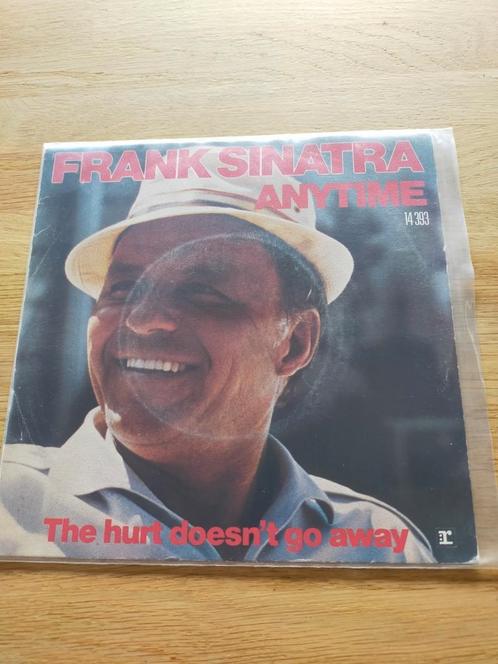 FRANK SINATRA
ANYTIME
14 393
The hurt doesn't go away
r